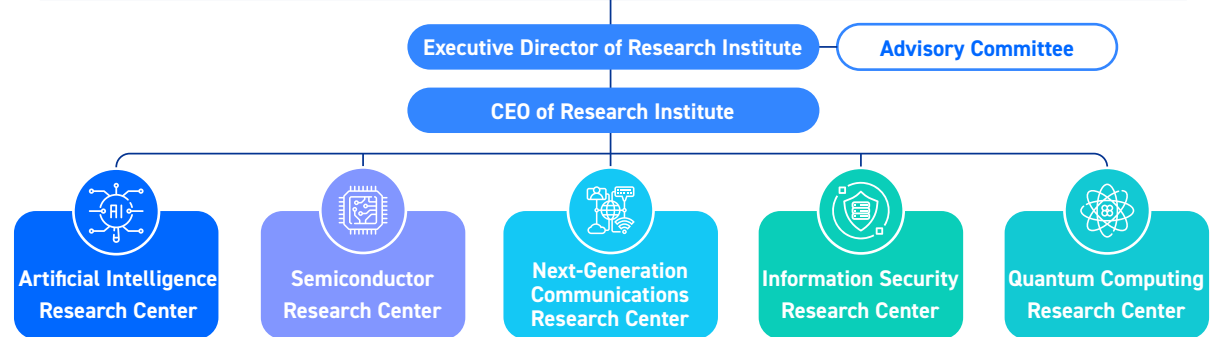 Executive Director of Research Institute
Advisory Committee
CEO of Research Institute
AI
Artificial Intelligence
Research Center
Semiconductor
Research Center
Next-Generation
Communications
Research Center
Information Security
Research Center
Quantum Computing
Research Center